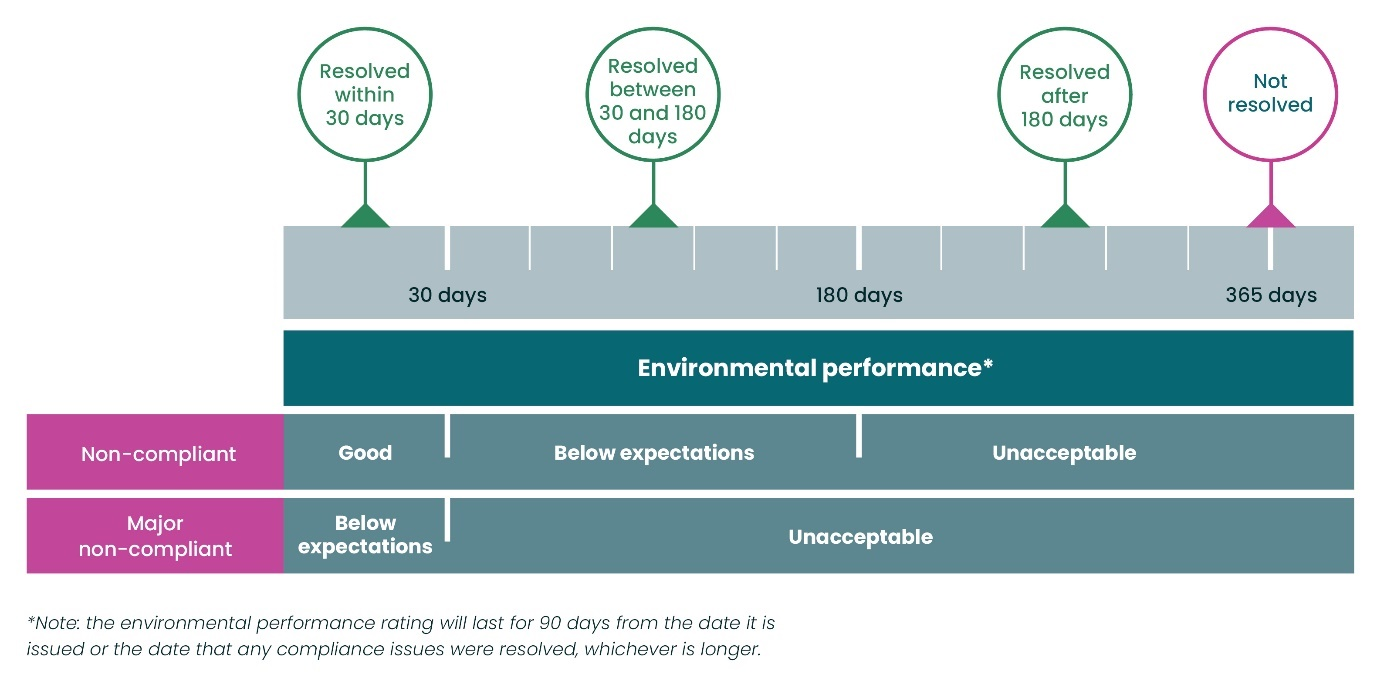 Resolved
within
30 days
Resolved
between
30 and 180
days
Resolved
after
180 days
Not
resolved
30 days
180 days
365 days
Environmental performance*
Non-compliant
Good
Below expectations
Unacceptable
Major
non-compliant
Below
expectations
Unacceptable
*Note: the environmental performance rating will last for 90 days from the date it is
issued or the date that any compliance issues were resolved, whichever is longer.